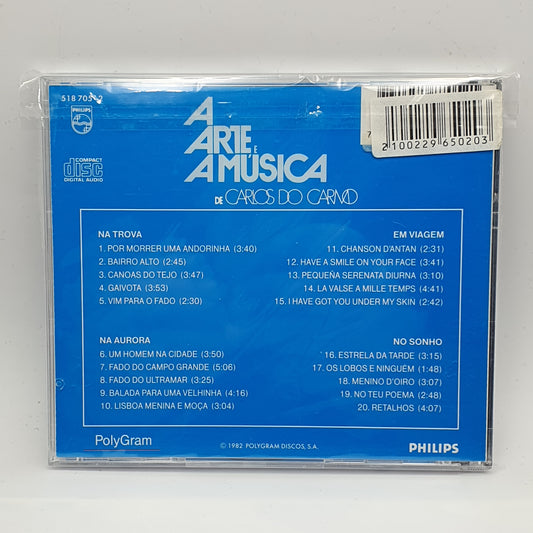 518 705-2
PHILIPS
COMPACT
disc
DIGITAL AUDIO
A
ARTE E
A MÚSICA
DE CARLOS DO CARMO
7
2 100229 650203
NA TROVA
1. POR MORRER UMA ANDORINHA (3:40)
2. BAIRRO ALTO (2:45)
3. CANOAS DO TEJO (3:47)
4. GAIVOTA (3:53)
5. VIM PARA O FADO (2:30)
EM VIAGEM
11. CHANSON D'ANTAN (2:31)
12. HAVE A SMILE ON YOUR FACE (3:41)
13. PEQUEÑA SERENATA DIURNA (3:10)
14. LA VALSE A MILLE TEMPS (4:41)
15. I HAVE GOT YOU UNDER MY SKIN (2:42)
NA AURORA
6. UM HOMEM NA CIDADE (3:50)
7. FADO DO CAMPO GRANDE (5:06)
8. FADO DO ULTRAMAR (3:25)
9. BALADA PARA UMA VELHINHA (4:16)
10. LISBOA MENINA E MOÇA (3:04)
NO SONHO
16. ESTRELA DA TARDE (3:15)
17. OS LOBOS E NINGUÉM (1:48)
18. MENINO D'OIRO (3:07)
19. NO TEU POEMA (2:48)
20. RETALHOS (4:07)
PolyGram
© 1982 POLYGRAM DISCOS, S.A.
PHILIPS